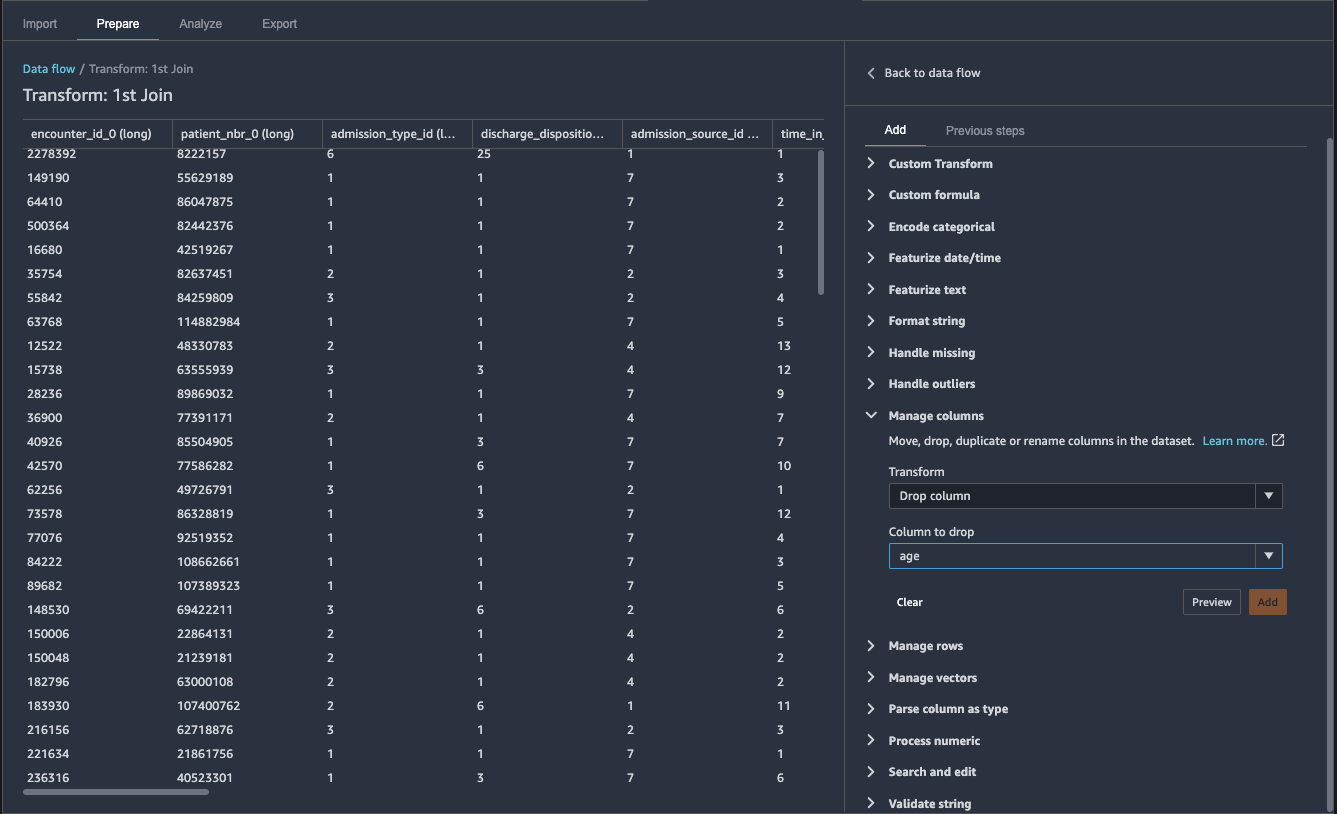 Import Prepare Analyze Export
Data flow / Transform: 1st Join
Transform: 1st Join
encounter_id_0 (long) patient_nbr_0 (long) admission_type_id (l... discharge_dispositio... admission_source_id ... time_in_
2278392 8222157 6 25 1 1
149190 55629189 1 1 7 3
64410 86047875 1 1 7 2
500364 82442376 1 1 7 2
16680 42519267 1 1 7 1
35754 82637451 2 1 2 3
55842 84259809 3 1 2 4
63768 114882984 1 1 7 5
12522 48330783 2 1 4 13
15738 63555939 3 3 4 12
28236 89869032 1 1 7 9
36900 77391171 2 1 4 7
40926 85504905 1 3 7 7
42570 77586282 1 6 7 10
62256 49726791 3 1 2 1
73578 86328819 1 3 7 12
77076 92519352 1 1 7 4
84222 108662661 1 1 7 3
89682 107389323 1 1 7 5
148530 69422211 3 6 2 6
150006 22864131 2 1 4 2
150048 21239181 2 1 4 2
182796 63000108 2 1 4 2
183930 107400762 2 6 1 11
216156 62718876 3 1 2 3
221634 21861756 1 1 7 1
236316 40523301 1 3 7 6
Back to data flow
Add Previous steps
Custom Transform
Custom formula
Encode categorical
Featurize date/time
Featurize text
Format string
Handle missing
Handle outliers
Manage columns
Move, drop, duplicate or rename columns in the dataset. Learn more.
Transform
Drop column
Column to drop
age
Clear Preview Add
Manage rows
Manage vectors
Parse column as type
Process numeric
Search and edit
Validate string